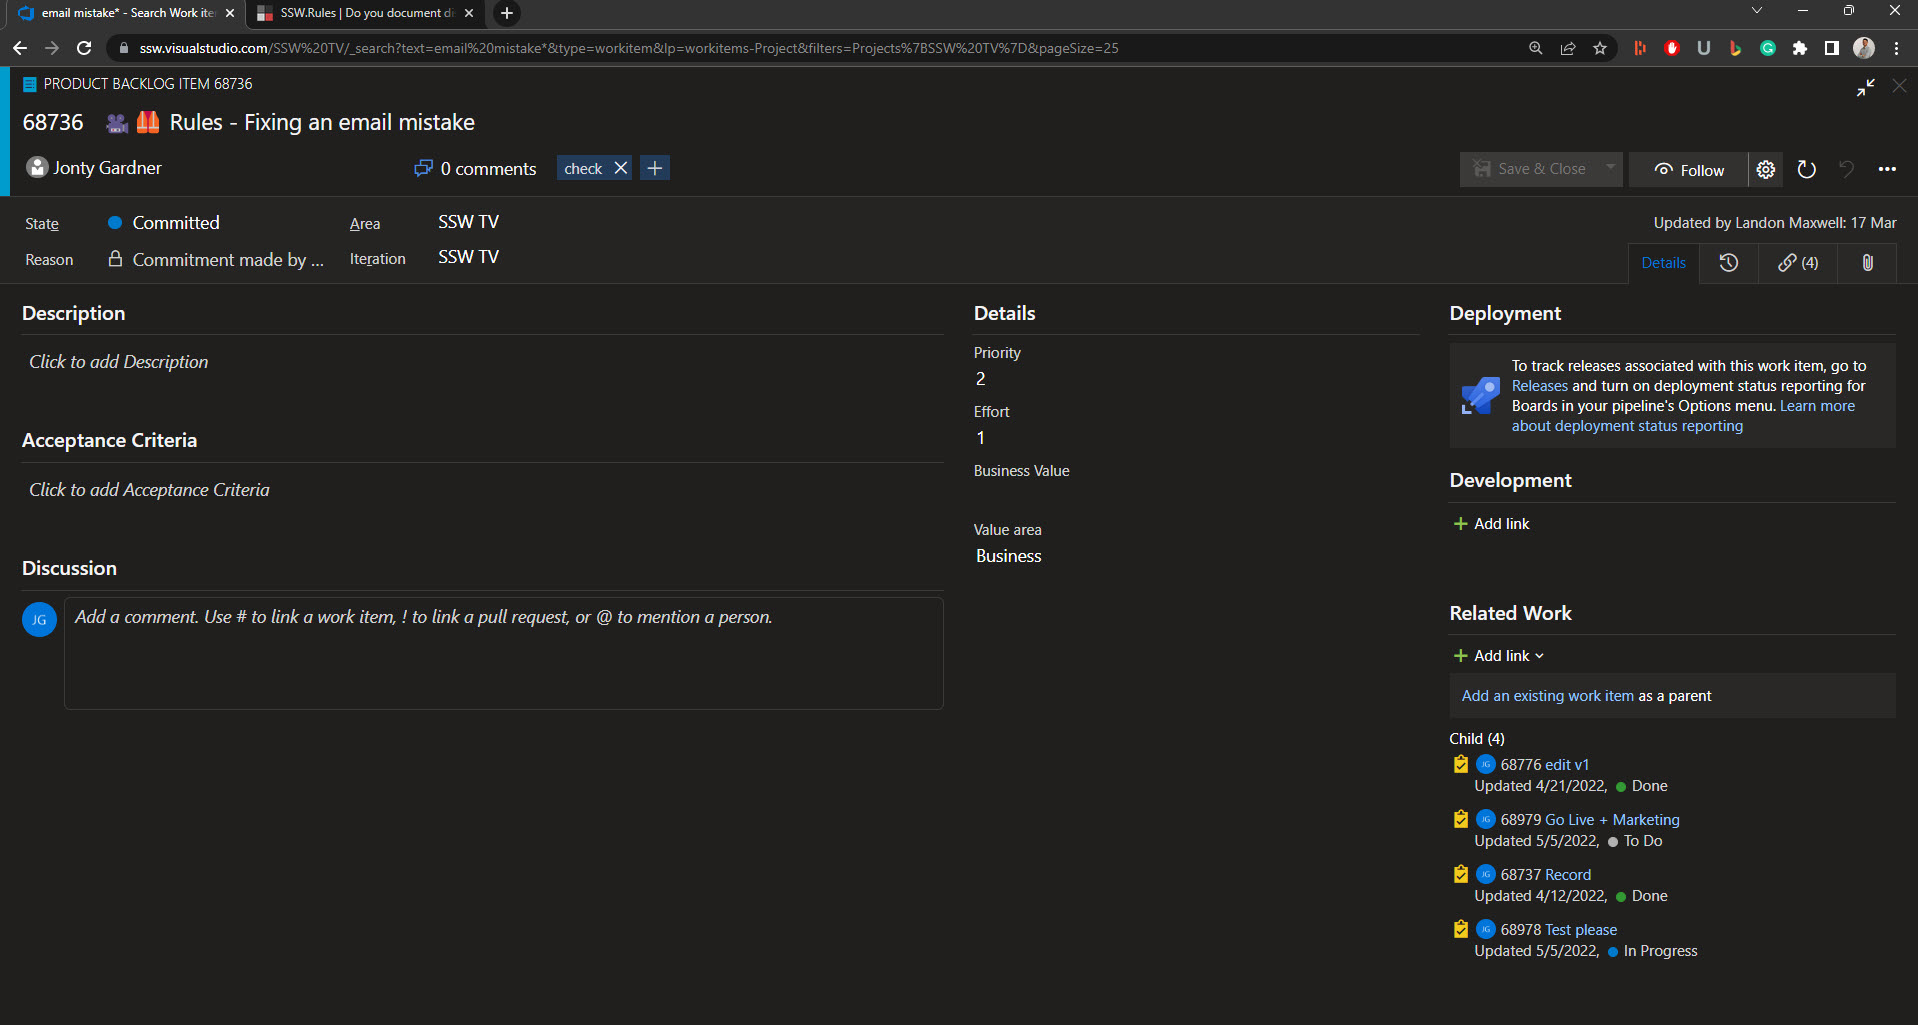 email mistake* - Search Work ite
SSW.Rules | Do you document di
ssw.visualstudio.com/SSW%20TV/_search?text=email%20mistake*&type=workitem&lp=workitems-Project&filters=Projects%7BSSW%20TV%7D&pageSize=25
PRODUCT BACKLOG ITEM 68736
68736 Rules - Fixing an email mistake
Jonty Gardner
0 comments
check
Save & Close
Follow
State
Committed
Area
SSW TV
Updated by Landon Maxwell: 17 Mar
Reason
Commitment made by ...
Iteration
SSW TV
Details
(4)
Description
Click to add Description
Acceptance Criteria
Click to add Acceptance Criteria
Discussion
JG
Add a comment. Use # to link a work item, ! to link a pull request, or @ to mention a person.
Details
Priority
2
Effort
1
Business Value
Value area
Business
Deployment
To track releases associated with this work item, go to
Releases and turn on deployment status reporting for
Boards in your pipeline's Options menu. Learn more
about deployment status reporting
Development
Add link
Related Work
Add link
Add an existing work item as a parent
Child (4)
JG 68776 edit v1
Updated 4/21/2022, Done
JG 68979 Go Live + Marketing
Updated 5/5/2022, To Do
JG 68737 Record
Updated 4/12/2022, Done
JG 68978 Test please
Updated 5/5/2022, In Progress